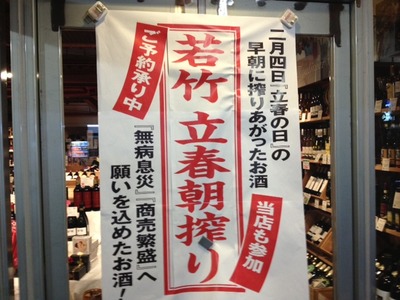 二月四日『立春の日』の
早朝に搾りあがったお酒
当店も参加
若竹立春朝搾り
ご予約承り中
『無病息災』『商売繁盛』へ
願いを込めたお酒！